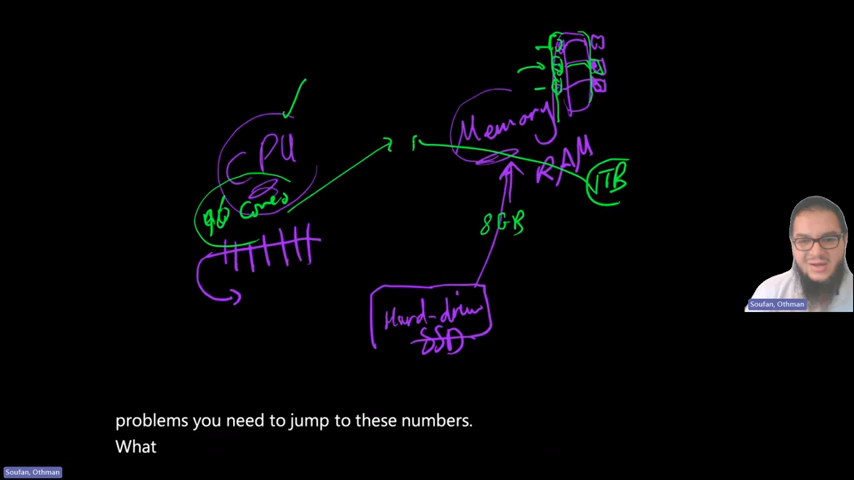 CPU
40 Cores
Memory
RAM
1TB
8GB
Hard-drive
SSD
Soufan, Othman
problems you need to jump to these numbers.
What
Soufan, Othman